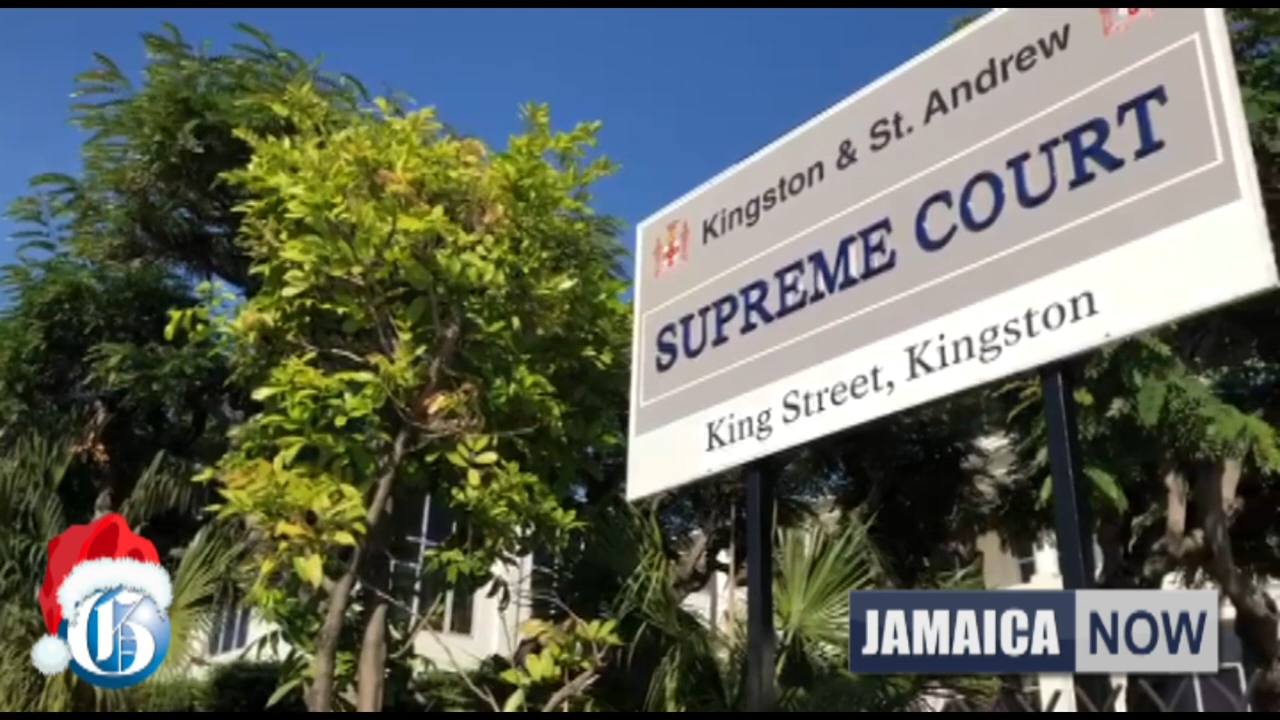 Kingston & St. Andrew
SUPREME COURT
King Street, Kingston
G
JAMAICA NOW